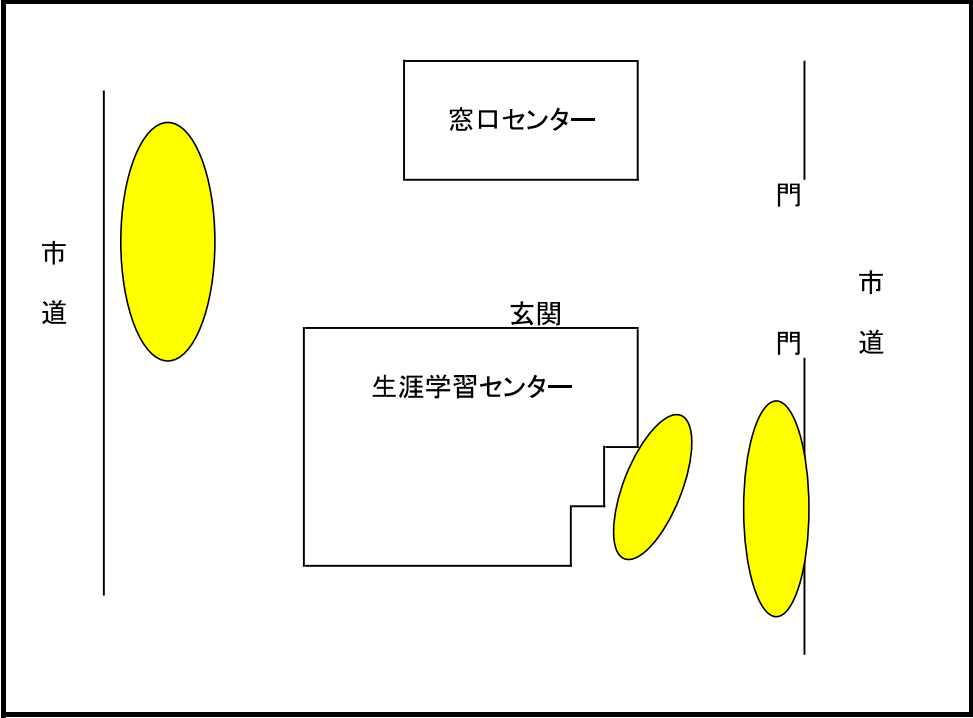 窓口センター
門
市道
市道
玄関
門
生涯学習センター